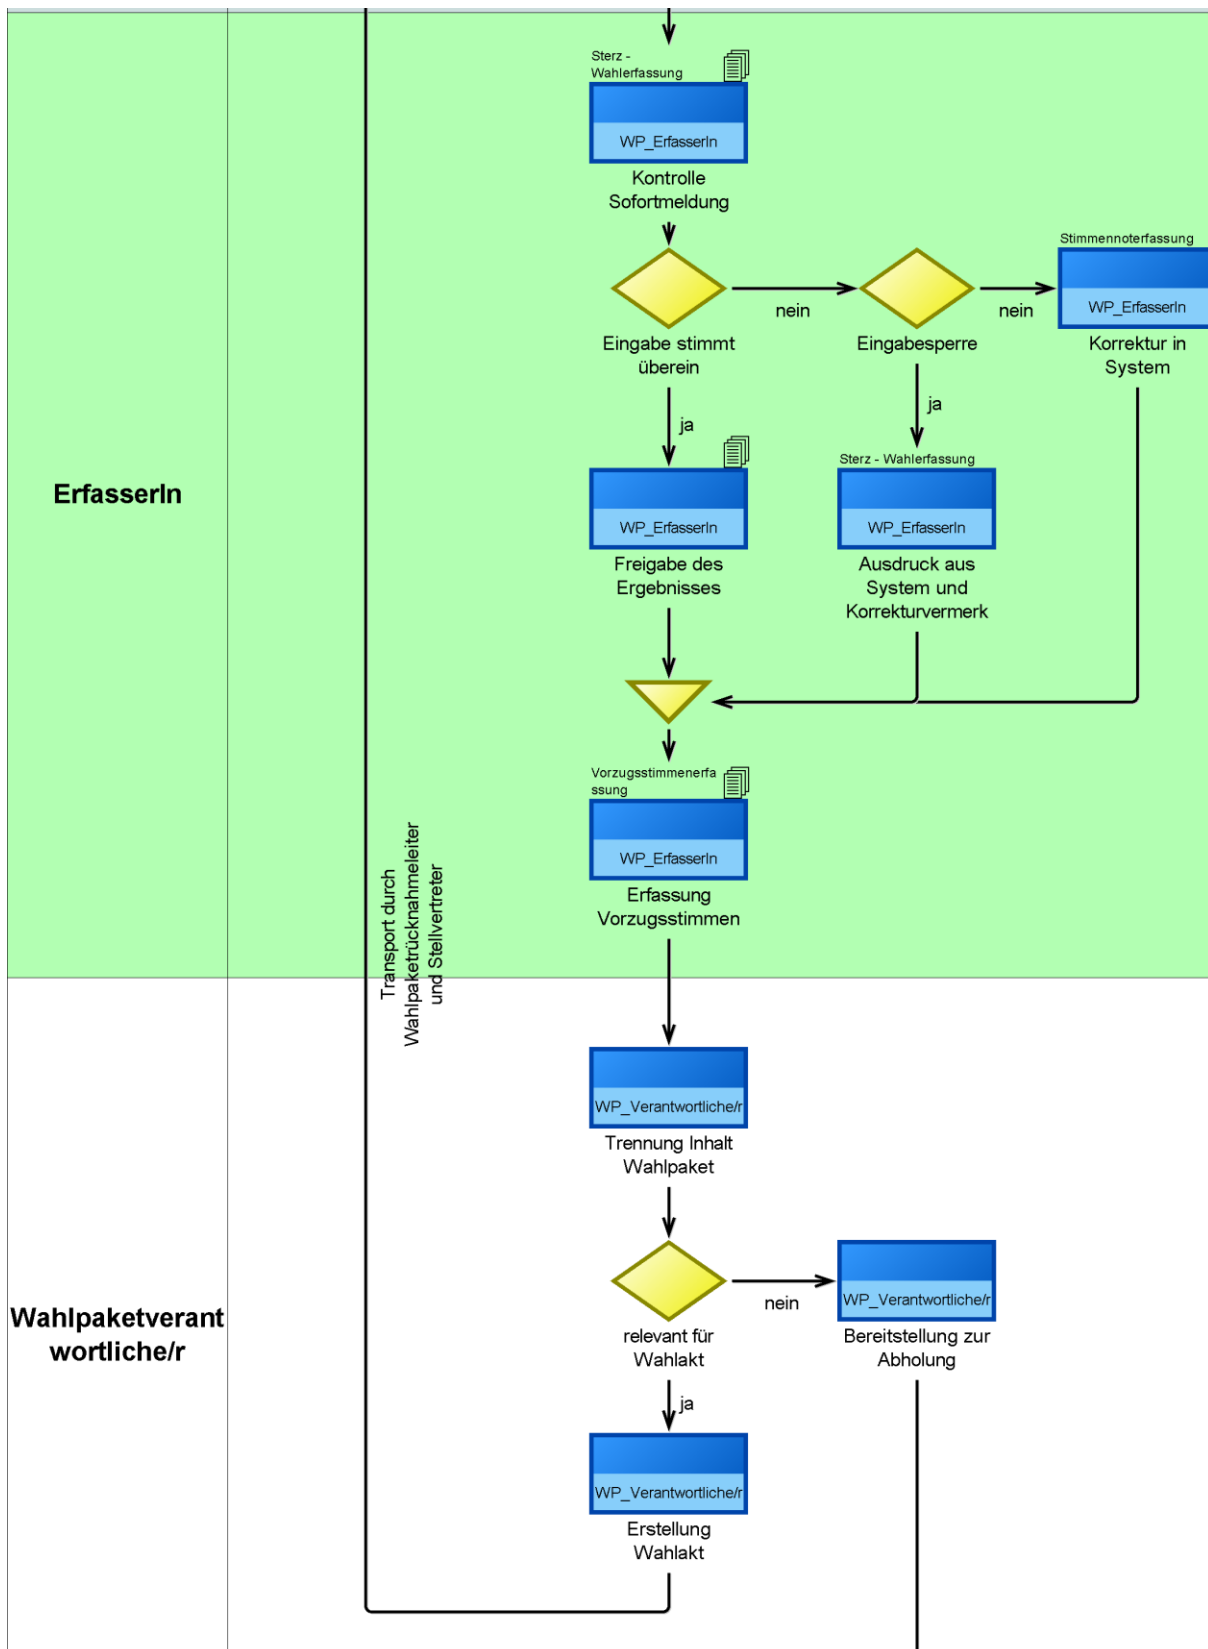 Sterz -
Wahlerfassung
WP_ErfasserIn
Kontrolle
Sofortmeldung
Stimmennoterfassung
WP_ErfasserIn
nein
nein
Eingabe stimmt
überein
Eingabesperre
Korrektur in
System
ja
ja
Sterz - Wahlerfassung
ErfasserIn
WP_ErfasserIn
WP_ErfasserIn
Freigabe des
Ergebnisses
Ausdruck aus
System und
Korrekturvermerk
Vorzugsstimmenerfa
ssung
WP_ErfasserIn
Erfassung
Vorzugsstimmen
Transport durch
Wahlpaketrücknahmeleiter
und Stellvertreter
WP_Verantwortliche/r
Trennung Inhalt
Wahlpaket
Wahlpaketverant
wortliche/r
nein
WP_Verantwortliche/r
relevant für
Wahlakt
Bereitstellung zur
Abholung
ja
WP_Verantwortliche/r
Erstellung
Wahlakt